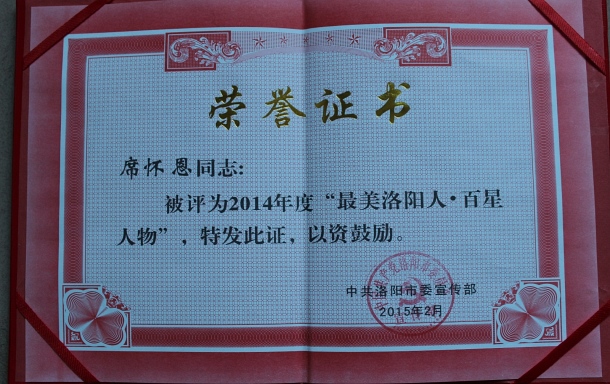 荣誉证书
席怀恩同志:
被评为2014年度“最美洛阳人·百星
人物”，特发此证，以资鼓励。
中共洛阳市委宣传部
2015年2月